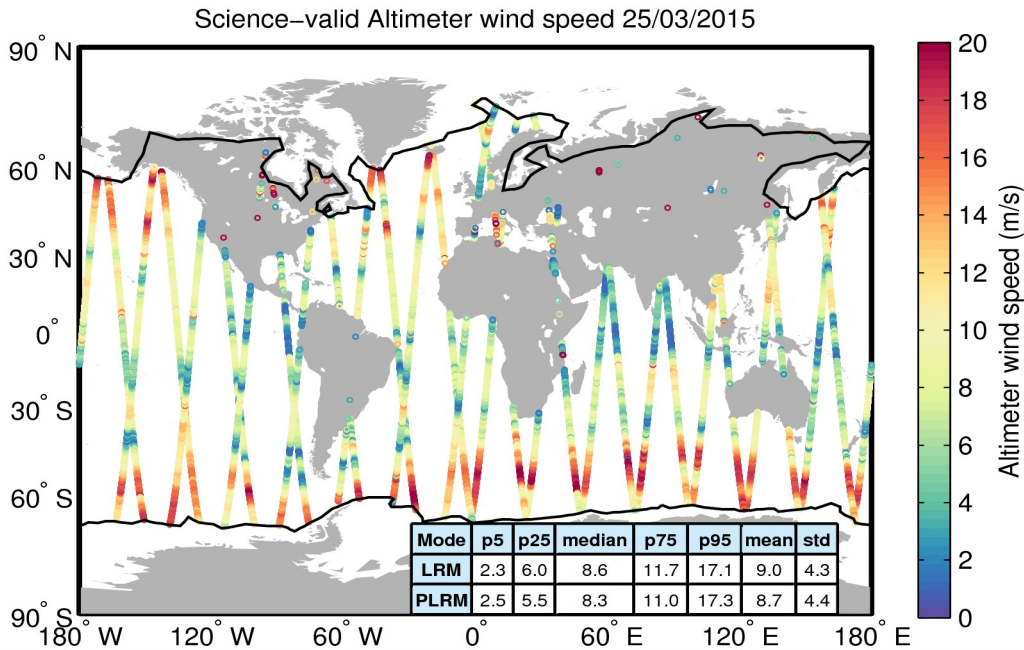 Science−valid Altimeter wind speed 25/03/2015
90° N
60° N
30° N
0°
30° S
60° S
90° S
180° W
120° W
60° W
0°
60° E
120° E
180° E
Mode p5 p25 median p75 p95 mean std
LRM 2.3 6.0 8.6 11.7 17.1 9.0 4.3
PLRM 2.5 5.5 8.3 11.0 17.3 8.7 4.4
20
18
16
14
12
10
8
6
4
2
0
Altimeter wind speed (m/s)